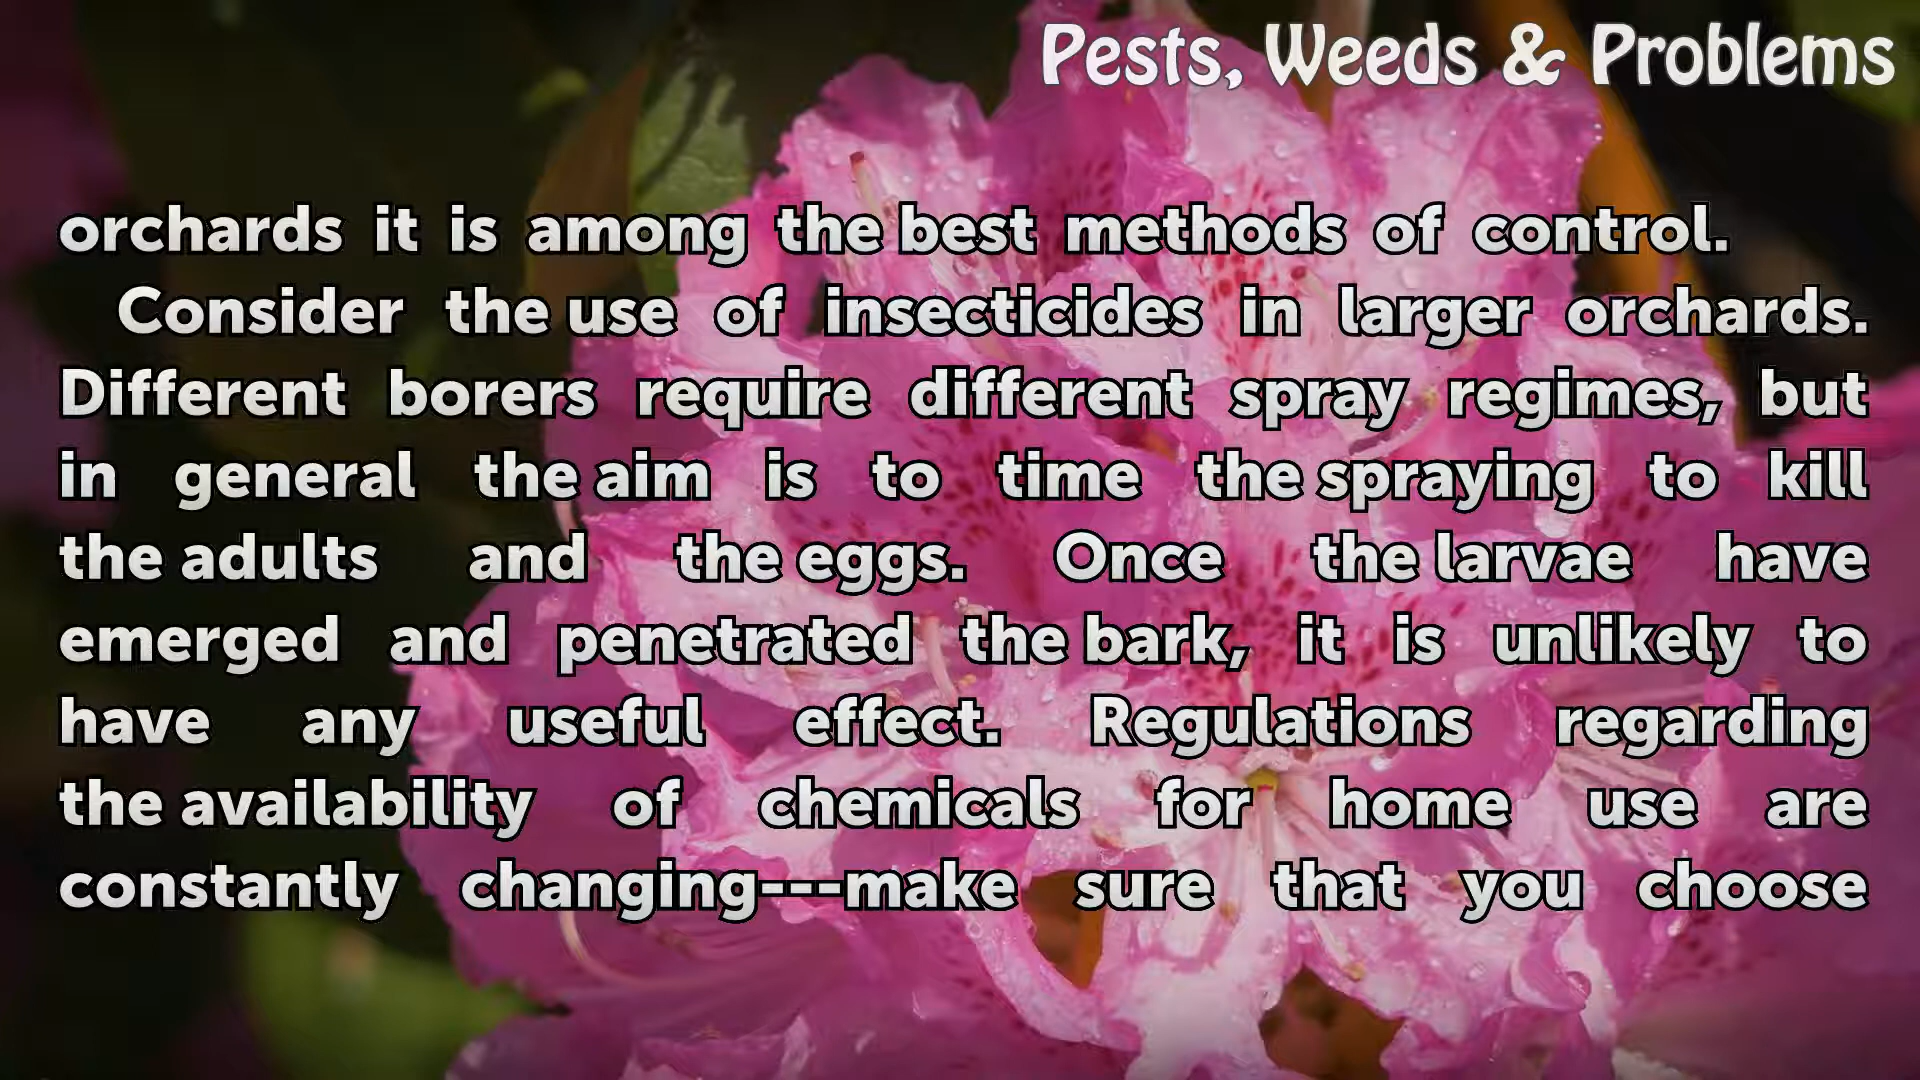 Pests, Weeds & Problems
orchards it is among the best methods of control.
Consider the use of insecticides in larger orchards.
Different borers require different spray regimes, but
in general the aim is to time the spraying to kill
the adults and the eggs. Once the larvae have
emerged and penetrated the bark, it is unlikely to
have any useful effect. Regulations regarding
the availability of chemicals for home use are
constantly changing---make sure that you choose